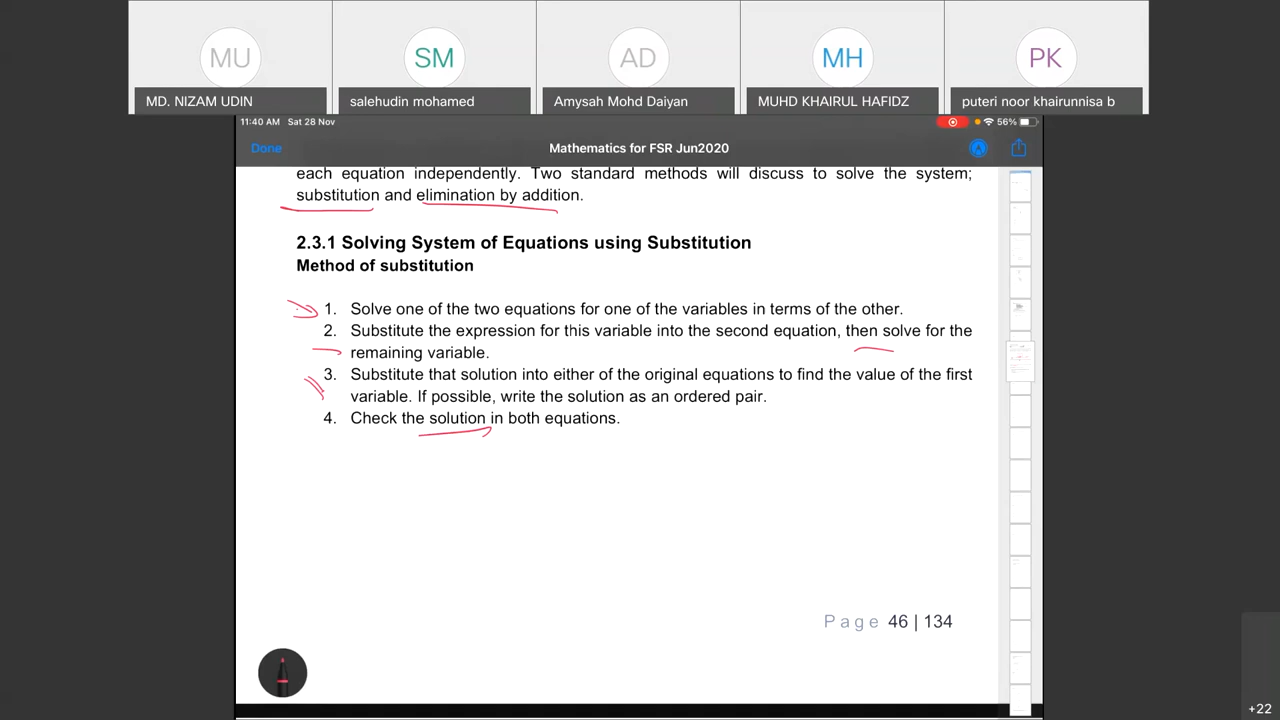 MU
SM
AD
MH
PK
MD. NIZAM UDIN
salehudin mohamed
Amysah Mohd Daiyan
MUHD KHAIRUL HAFIDZ
puteri noor khairunnisa b
11:40 AM Sat 28 Nov
56%
Done
Mathematics for FSR Jun2020
each equation independently. Two standard methods will discuss to solve the system;
substitution and elimination by addition.
2.3.1 Solving System of Equations using Substitution
Method of substitution
1. Solve one of the two equations for one of the variables in terms of the other.
2. Substitute the expression for this variable into the second equation, then solve for the
remaining variable.
3. Substitute that solution into either of the original equations to find the value of the first
variable. If possible, write the solution as an ordered pair.
4. Check the solution in both equations.
Page 46 | 134
+22